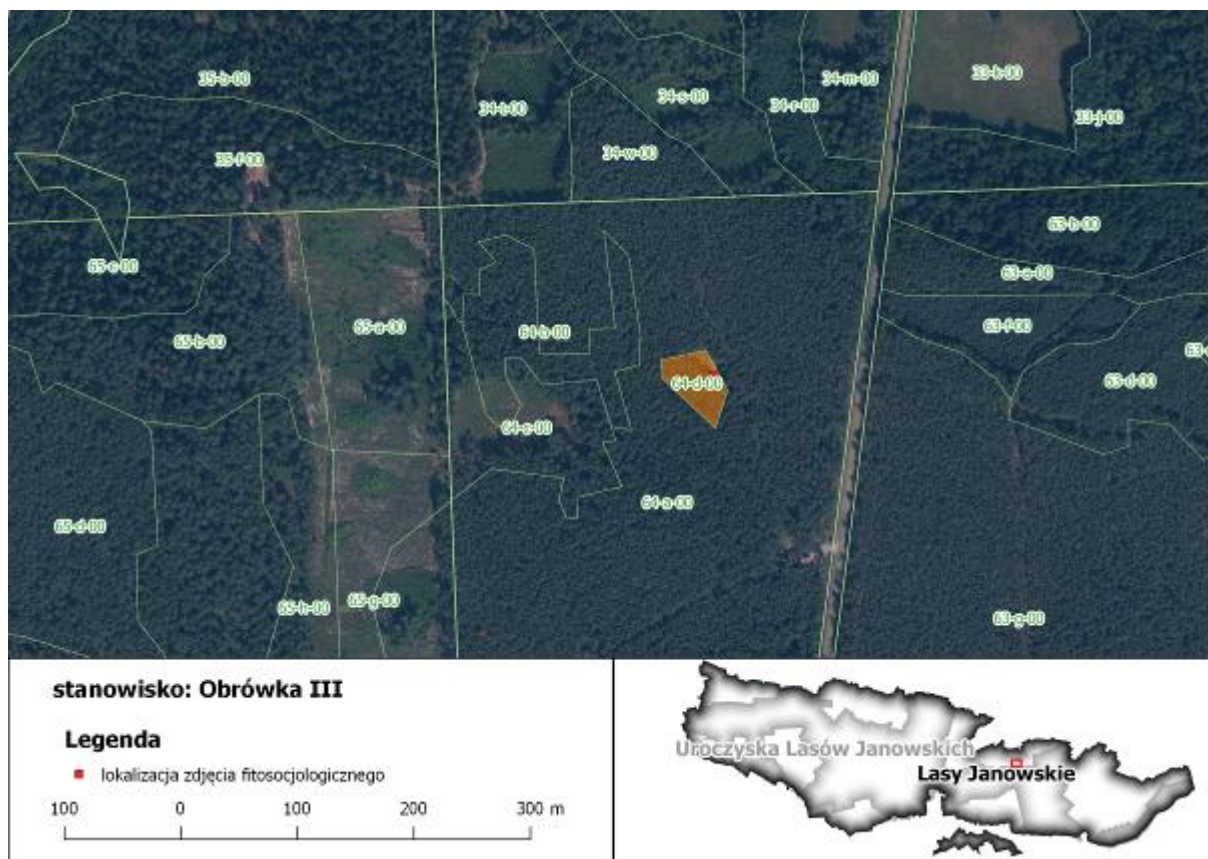 35-b-00
34-t-00
34-s-00
34-m-00
33-k-00
34-r-00
33-j-00
34-w-00
35-f-00
63-b-00
65-c-00
63-a-00
65-a-00
64-b-00
65-b-00
63-f-00
64-d-00
63-d-00
64-c-00
64-a-00
65-d-00
65-h-00
65-g-00
63-g-00
stanowisko: Obrówka III
Legenda
lokalizacja zdjęcia fitosocjologicznego
100 0 100 200 300 m
Uroczyska Lasów Janowskich
Lasy Janowskie